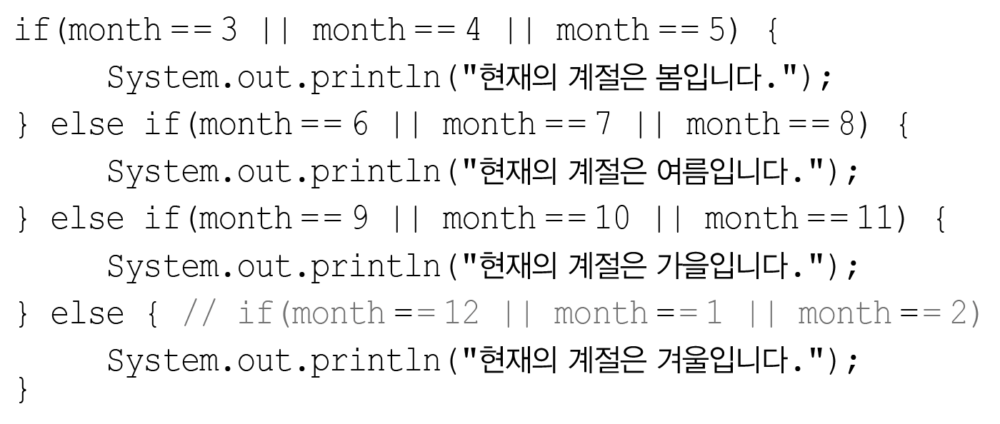 if(month==3 || month==4 || month==5) {
System.out.println("현재의 계절은 봄입니다.");
} else if(month==6 || month==7 || month==8) {
System.out.println("현재의 계절은 여름입니다.");
} else if(month==9 || month==10 || month==11) {
System.out.println("현재의 계절은 가을입니다.");
} else { // if(month==12 || month==1 || month==2)
System.out.println("현재의 계절은 겨울입니다.");
}